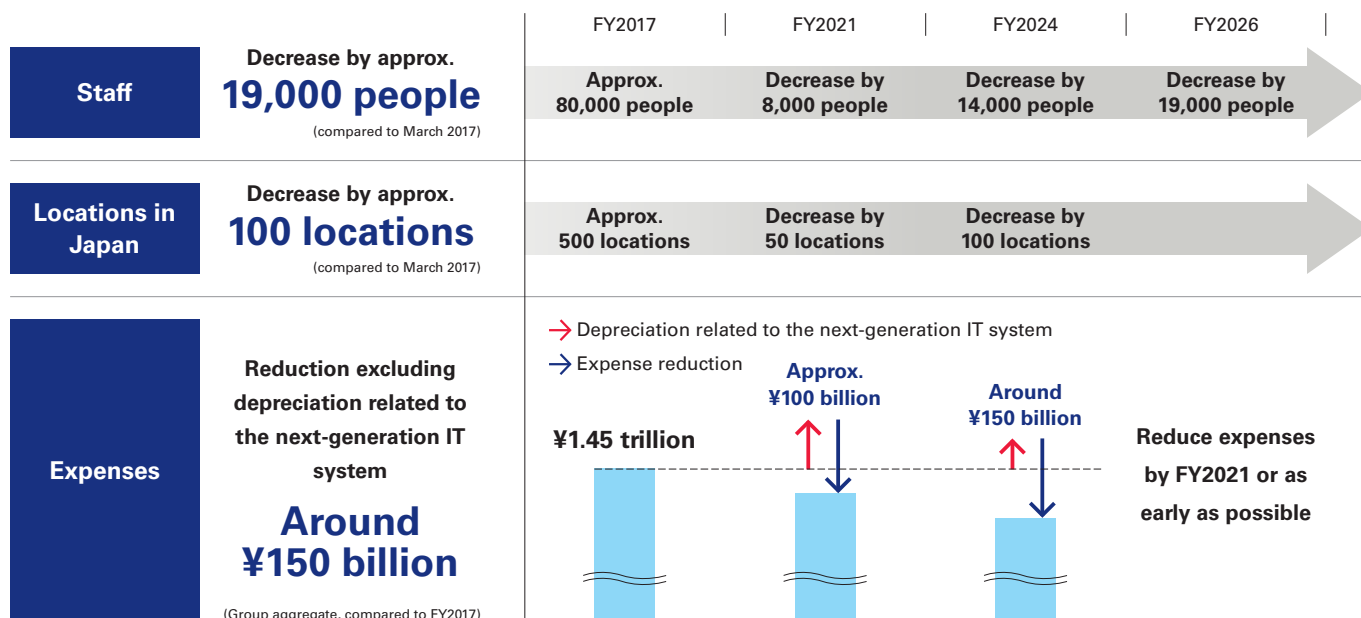 FY2017
FY2021
FY2024
FY2026
Staff
Decrease by approx.
19,000 people
(compared to March 2017)
Approx.
80,000 people
Decrease by
8,000 people
Decrease by
14,000 people
Decrease by
19,000 people
Locations in
Japan
Decrease by approx.
100 locations
(compared to March 2017)
Approx.
500 locations
Decrease by
50 locations
Decrease by
100 locations
Expenses
Reduction excluding
depreciation related to
the next-generation IT
system
Around
¥150 billion
(Group aggregate, compared to FY2017)
Depreciation related to the next-generation IT system
Expense reduction
¥1.45 trillion
Approx.
¥100 billion
Around
¥150 billion
Reduce expenses
by FY2021 or as
early as possible